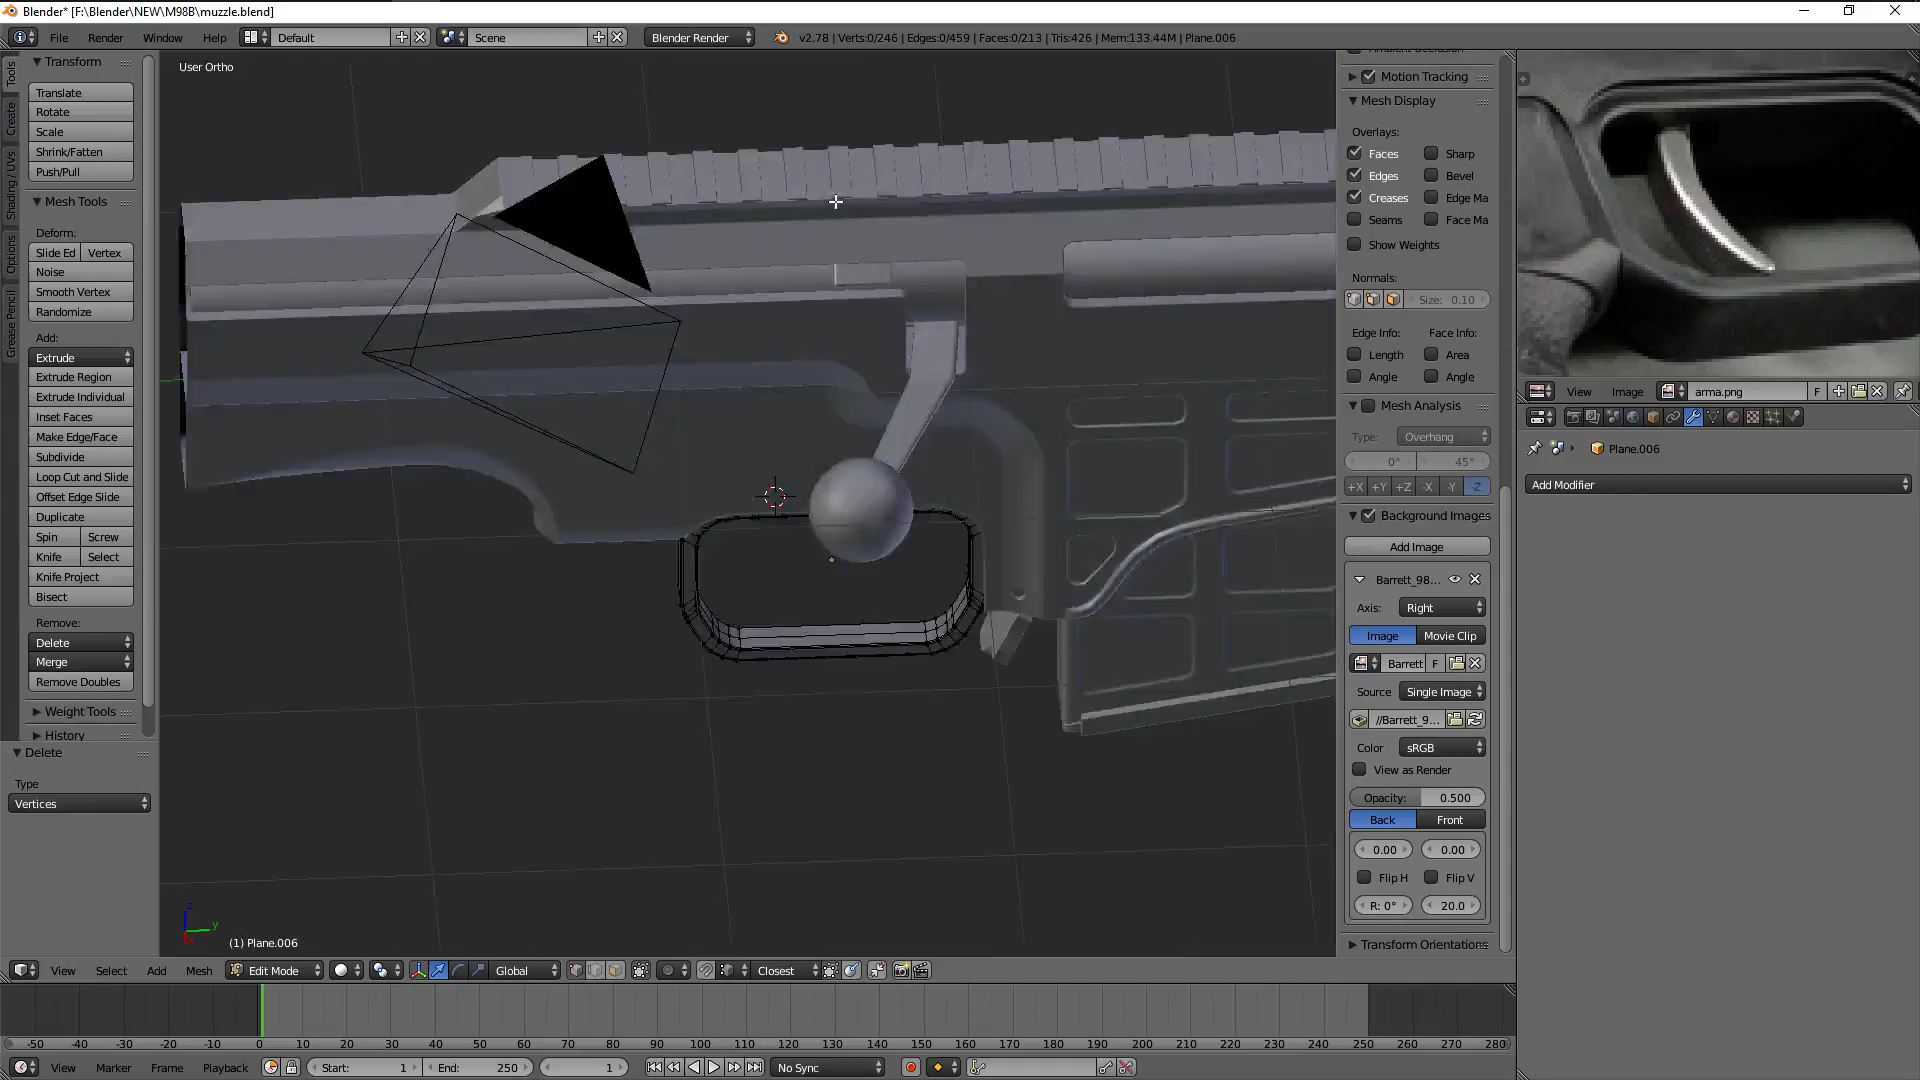 Blender* [F:\Blender\NEW\M98B\muzzle.blend]
File Render Window Help Default Scene Blender Render v2.78 | Verts:0/246 | Edges:0/459 | Faces:0/213 | Tris:426 | Mem:133.44M | Plane.006
Tools
Create
Shading / UVs
Options
Grease Pencil
Transform
Translate
Rotate
Scale
Shrink/Fatten
Push/Pull
Mesh Tools
Deform:
Slide Ed Vertex
Noise
Smooth Vertex
Randomize
Add:
Extrude
Extrude Region
Extrude Individual
Inset Faces
Make Edge/Face
Subdivide
Loop Cut and Slide
Offset Edge Slide
Duplicate
Spin Screw
Knife Select
Knife Project
Bisect
Remove:
Delete
Merge
Remove Doubles
Weight Tools
History
Delete
Type
Vertices
User Ortho
z
y
(1) Plane.006
Motion Tracking
Mesh Display
Overlays:
Faces Sharp
Edges Bevel
Creases Edge Ma
Seams Face Ma
Show Weights
Normals:
Size: 0.10
Edge Info: Face Info:
Length Area
Angle Angle
Mesh Analysis
Type: Overhang
0° 45°
+X +Y +Z -X -Y -Z
Background Images
Add Image
Barrett_98...
Axis: Right
Image Movie Clip
Barrett F
Source Single Image
//Barrett_9...
Color sRGB
View as Render
Opacity: 0.500
Back Front
0.00 0.00
Flip H Flip V
R: 0° 20.0
Transform Orientations
View Image arma.png F
Plane.006
Add Modifier
View Select Add Mesh Edit Mode Global Closest
-50 -40 -30 -20 -10 0 10 20 30 40 50 60 70 80 90 100 110 120 130 140 150 160 170 180 190 200 210 220 230 240 250 260 270 280
View Marker Frame Playback Start: 1 End: 250 1 No Sync